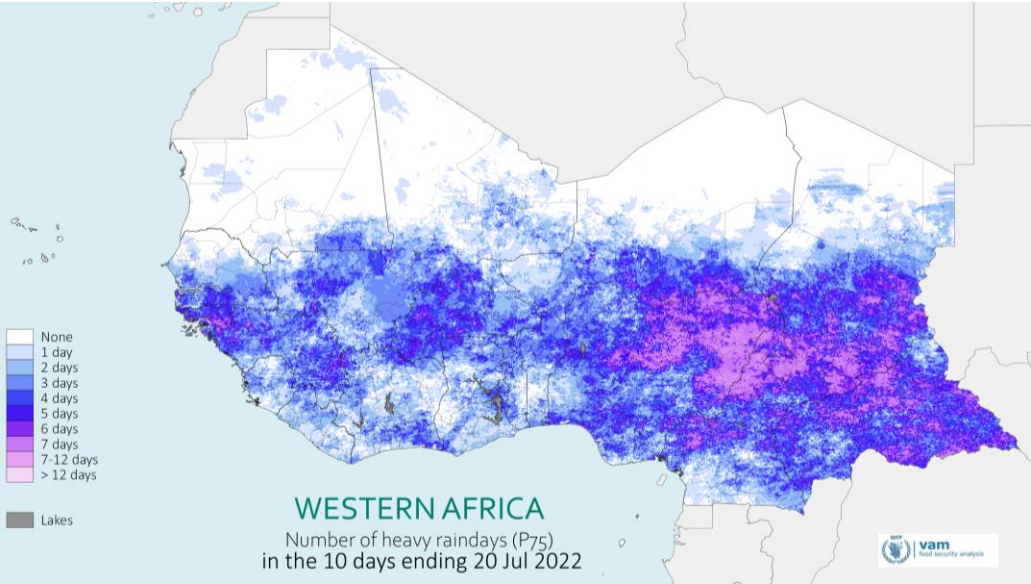 None
1 day
2 days
3 days
4 days
5 days
6 days
7 days
7-12 days
> 12 days
Lakes
WESTERN AFRICA
Number of heavy raindays (P75)
in the 10 days ending 20 Jul 2022
WFP
vam
food security analysis